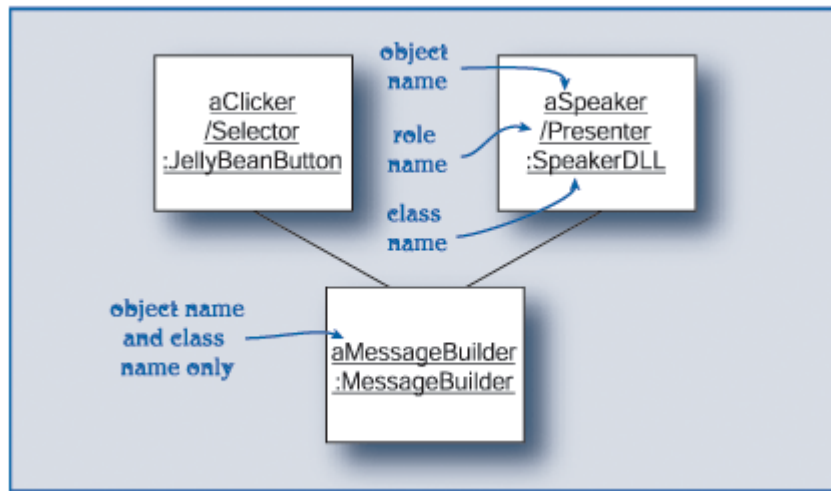 object
name
aClicker
/Selector
:JellyBeanButton
aSpeaker
/Presenter
:SpeakerDLL
role
name
class
name
object name
and class
name only
aMessageBuilder
:MessageBuilder